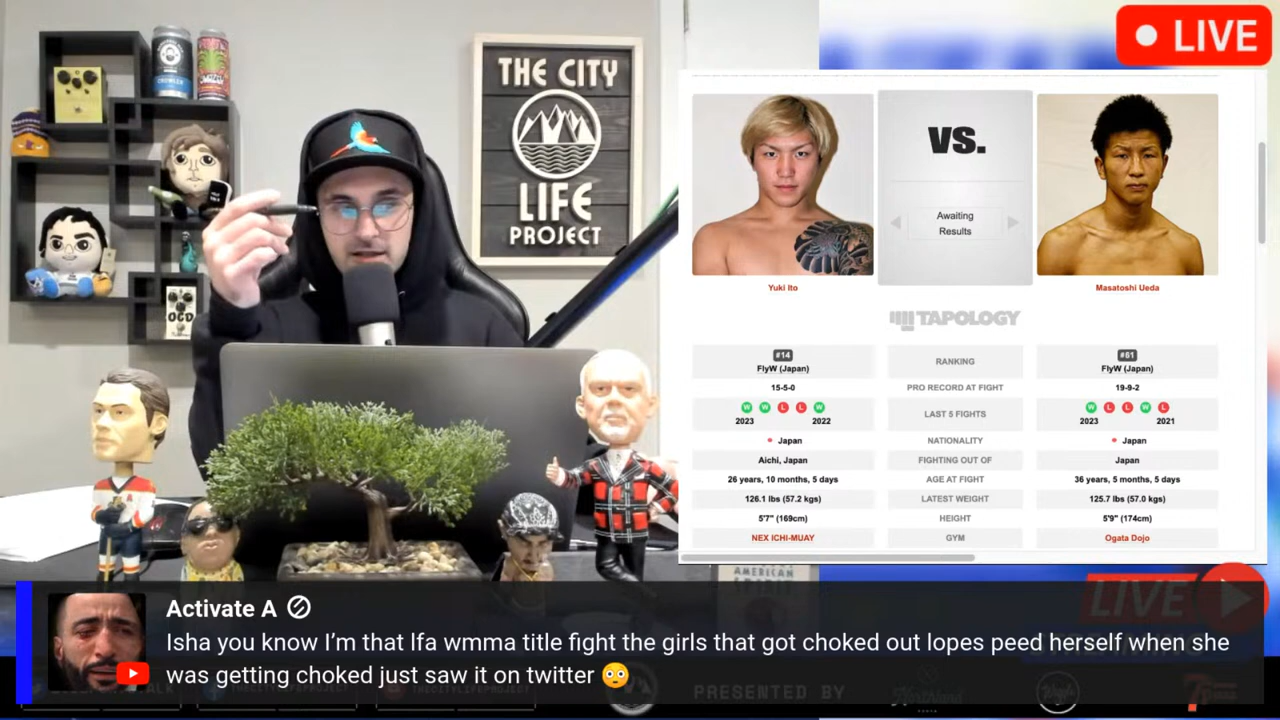 LIVE
THE CITY
LIFE
PROJECT
OCD
VS.
Awaiting
Results
Yuki Ito
Masatoshi Ueda
TAPOLOGY
#14
FlyW (Japan)
RANKING
#61
FlyW (Japan)
15-5-0
PRO RECORD AT FIGHT
19-9-2
W W L L W
2023 2022
LAST 5 FIGHTS
W L L W L
2023 2021
Japan
NATIONALITY
Japan
Aichi, Japan
FIGHTING OUT OF
Japan
26 years, 10 months, 5 days
AGE AT FIGHT
36 years, 5 months, 5 days
126.1 lbs (57.2 kgs)
LATEST WEIGHT
125.7 lbs (57.0 kgs)
5'7" (169cm)
HEIGHT
5'9" (174cm)
NEX ICHI-MUAY
GYM
Ogata Dojo
AMERICAN
LIVE
Activate A
Isha you know I'm that lfa wmma title fight the girls that got choked out lopes peed herself when she
was getting choked just saw it on twitter 😳
PRESENTED BY